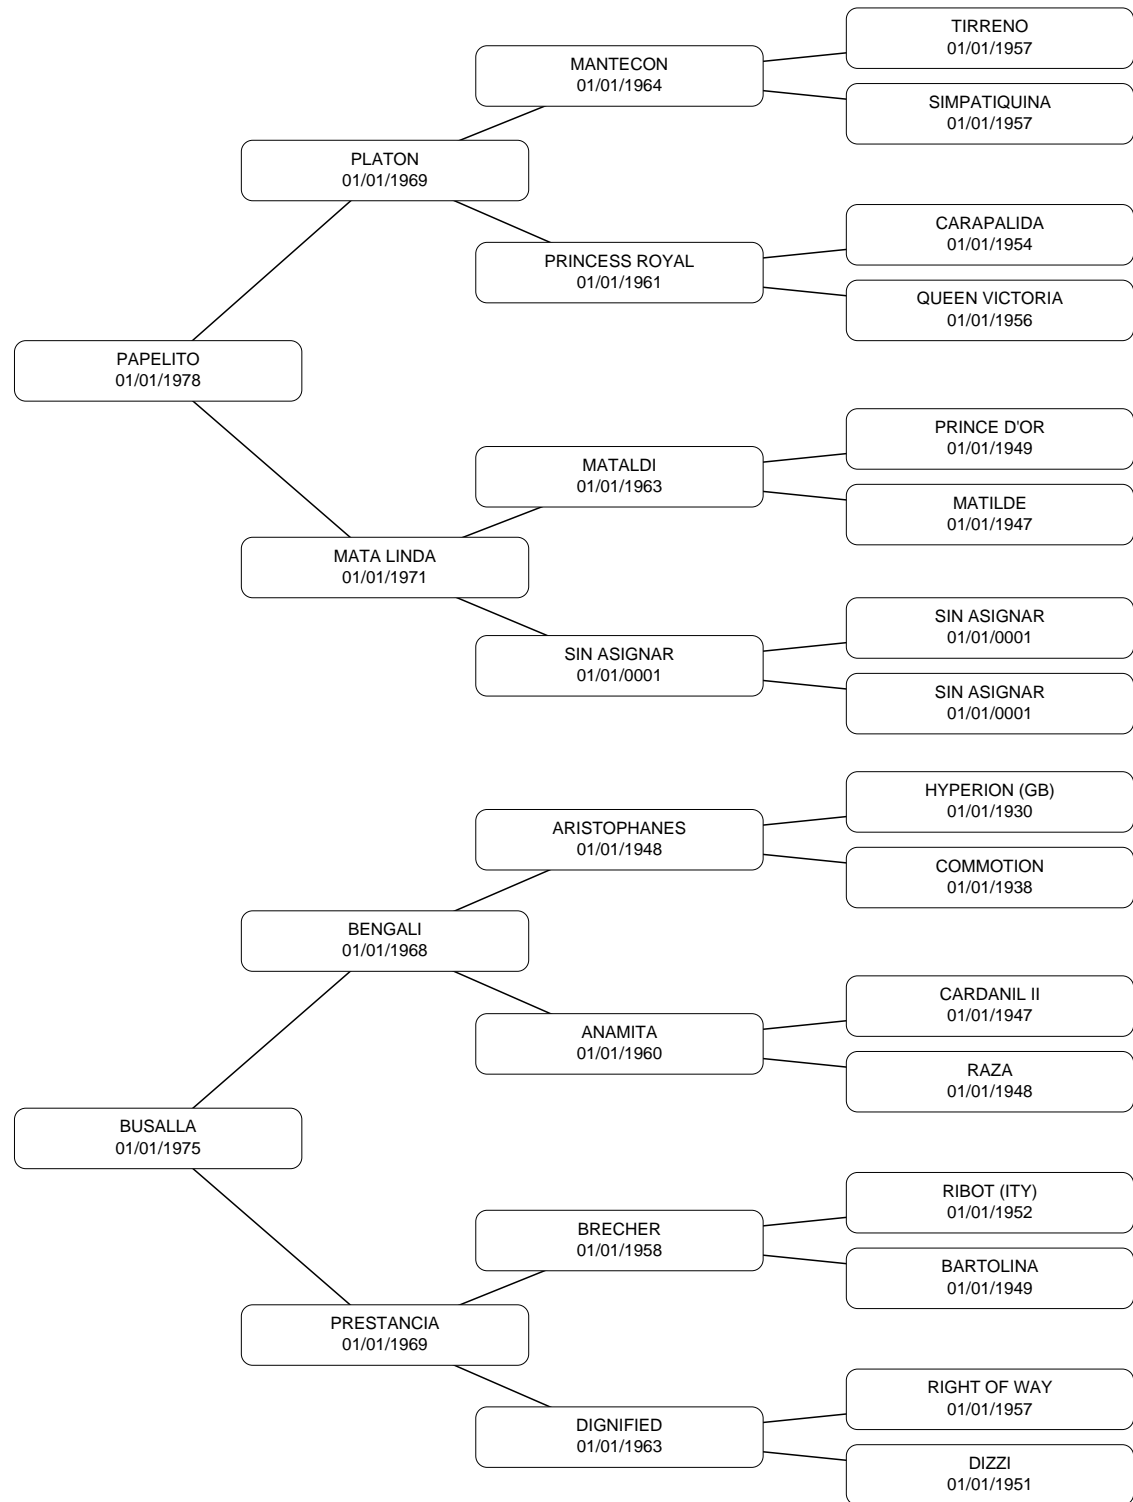 TIRRENO
01/01/1957
MANTECON
01/01/1964
SIMPATIQUINA
01/01/1957
PLATON
01/01/1969
CARAPALIDA
01/01/1954
PRINCESS ROYAL
01/01/1961
QUEEN VICTORIA
01/01/1956
PAPELITO
01/01/1978
PRINCE D'OR
01/01/1949
MATALDI
01/01/1963
MATILDE
01/01/1947
MATA LINDA
01/01/1971
SIN ASIGNAR
01/01/0001
SIN ASIGNAR
01/01/0001
SIN ASIGNAR
01/01/0001
HYPERION (GB)
01/01/1930
ARISTOPHANES
01/01/1948
COMMOTION
01/01/1938
BENGALI
01/01/1968
CARDANIL II
01/01/1947
ANAMITA
01/01/1960
RAZA
01/01/1948
BUSALLA
01/01/1975
RIBOT (ITY)
01/01/1952
BRECHER
01/01/1958
BARTOLINA
01/01/1949
PRESTANCIA
01/01/1969
RIGHT OF WAY
01/01/1957
DIGNIFIED
01/01/1963
DIZZI
01/01/1951